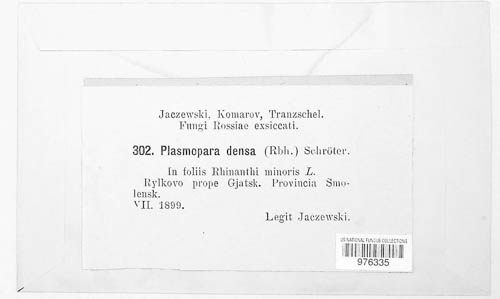 Jaczewski, Komarov, Tranzschel.
Fungi Rossiae exsiccati.
302. Plasmopara densa (Rbh.) Schröter.
In foliis Rhinanthi minoris L.
Rylkovo prope Gjatsk. Provincia Smo-
lensk.
VII. 1899.
Legit Jaczewski.
US NATIONAL FUNGUS COLLECTIONS
976335